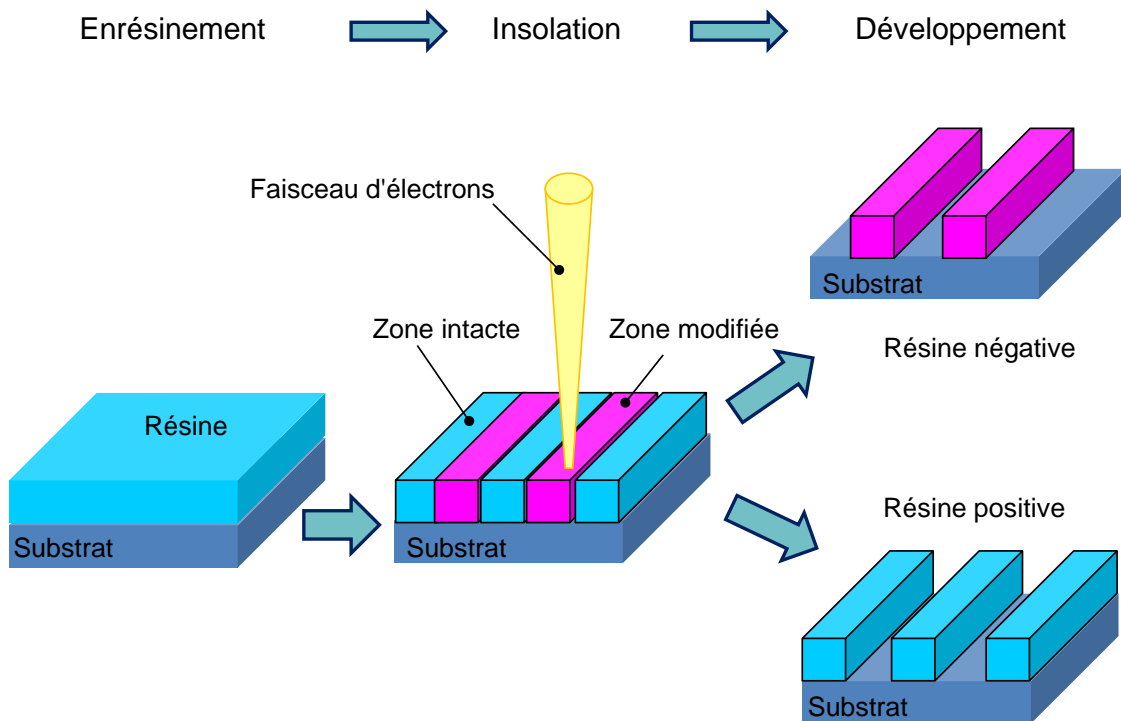 Enrésinement
Insolation
Développement
Faisceau d'électrons
Zone intacte
Zone modifiée
Substrat
Résine négative
Résine
Substrat
Substrat
Résine positive
Substrat